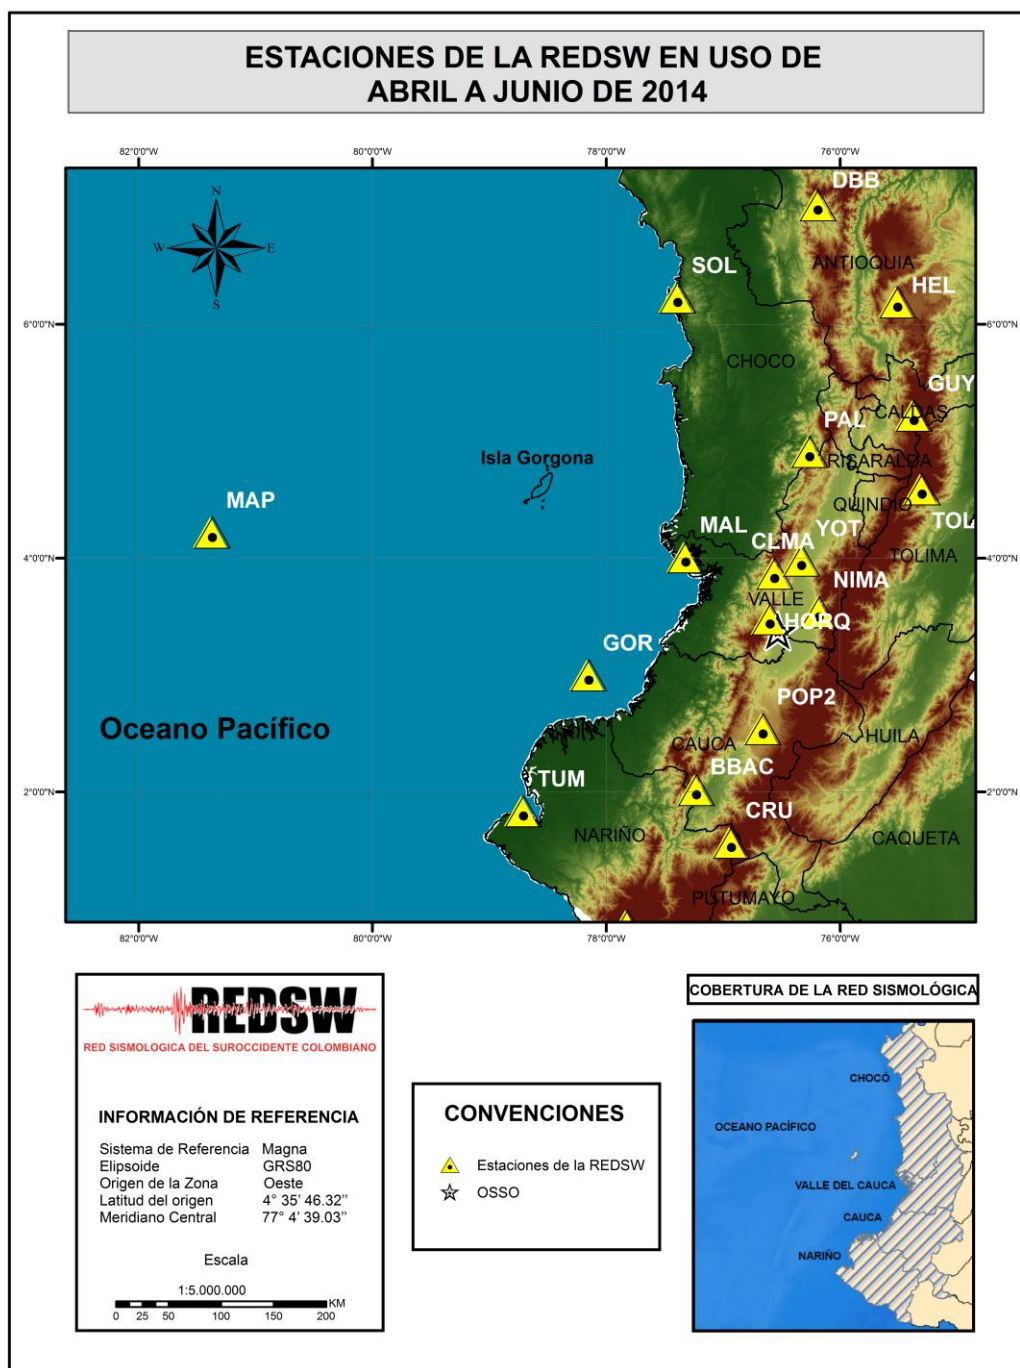 ESTACIONES DE LA REDSW EN USO DE
ABRIL A JUNIO DE 2014
82°0'0"W
80°0'0"W
78°0'0"W
76°0'0"W
N
W
E
S
DBB
ANTIOQUIA
SOL
HEL
6°0'0"N
6°0'0"N
CHOCO
GUY
CALDAS
PAL
RISARALDA
Isla Gorgona
QUINDIO
MAP
TOL
MAL
YOT
CLMA
4°0'0"N
TOLIMA
4°0'0"N
NIMA
VALLE
HORQ
GOR
POP2
Oceano Pacífico
CAUCA
HUILA
BBAC
TUM
2°0'0"N
2°0'0"N
CRU
NARIÑO
CAQUETA
PUTUMAYO
82°0'0"W
80°0'0"W
78°0'0"W
76°0'0"W
REDSW
RED SISMOLOGICA DEL SUROCCIDENTE COLOMBIANO
INFORMACIÓN DE REFERENCIA
Sistema de Referencia Magna
Elipsoide GRS80
Origen de la Zona Oeste
Latitud del origen 4° 35' 46.32''
Meridiano Central 77° 4' 39.03''
Escala
1:5.000.000
KM
0 25 50 100 150 200
CONVENCIONES
Estaciones de la REDSW
OSSO
COBERTURA DE LA RED SISMOLÓGICA
CHOCÓ
OCEANO PACÍFICO
VALLE DEL CAUCA
CAUCA
NARIÑO